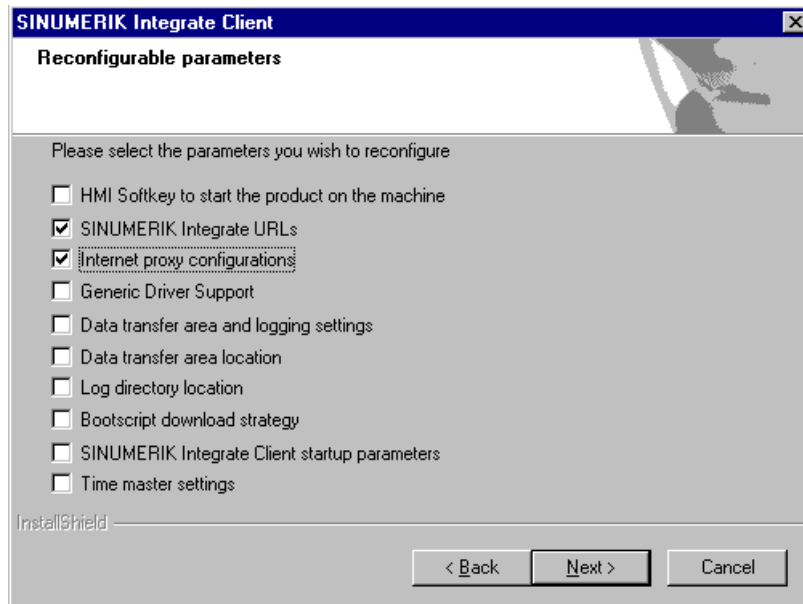 SINUMERIK Integrate Client
Reconfigurable parameters
Please select the parameters you wish to reconfigure
HMI Softkey to start the product on the machine
SINUMERIK Integrate URLs
Internet proxy configurations
Generic Driver Support
Data transfer area and logging settings
Data transfer area location
Log directory location
Bootscript download strategy
SINUMERIK Integrate Client startup parameters
Time master settings
InstallShield
< Back Next > Cancel